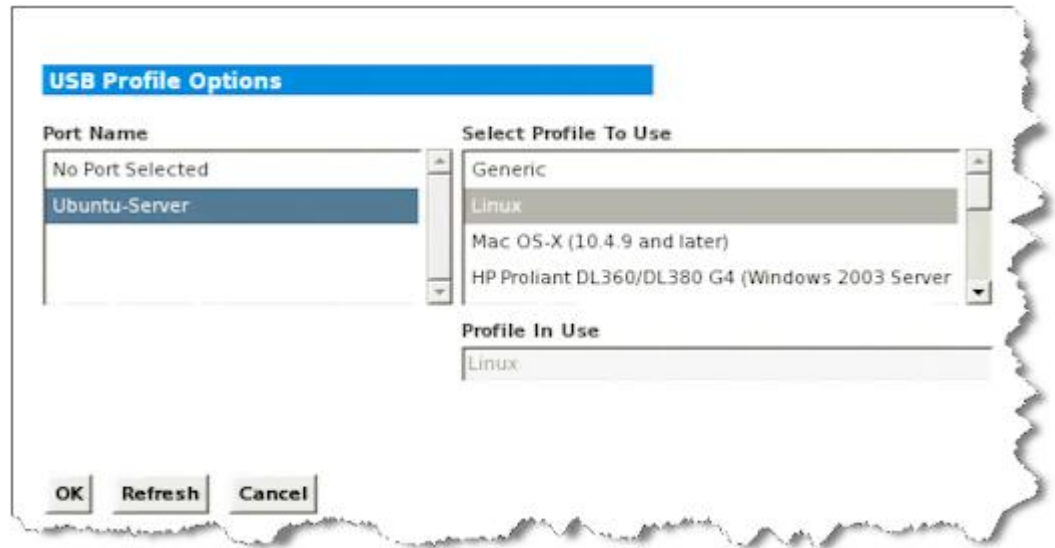 USB Profile Options
Port Name
No Port Selected
Ubuntu-Server
Select Profile To Use
Generic
Linux
Mac OS-X (10.4.9 and later)
HP Proliant DL360/DL380 G4 (Windows 2003 Server
Profile In Use
Linux
OK Refresh Cancel